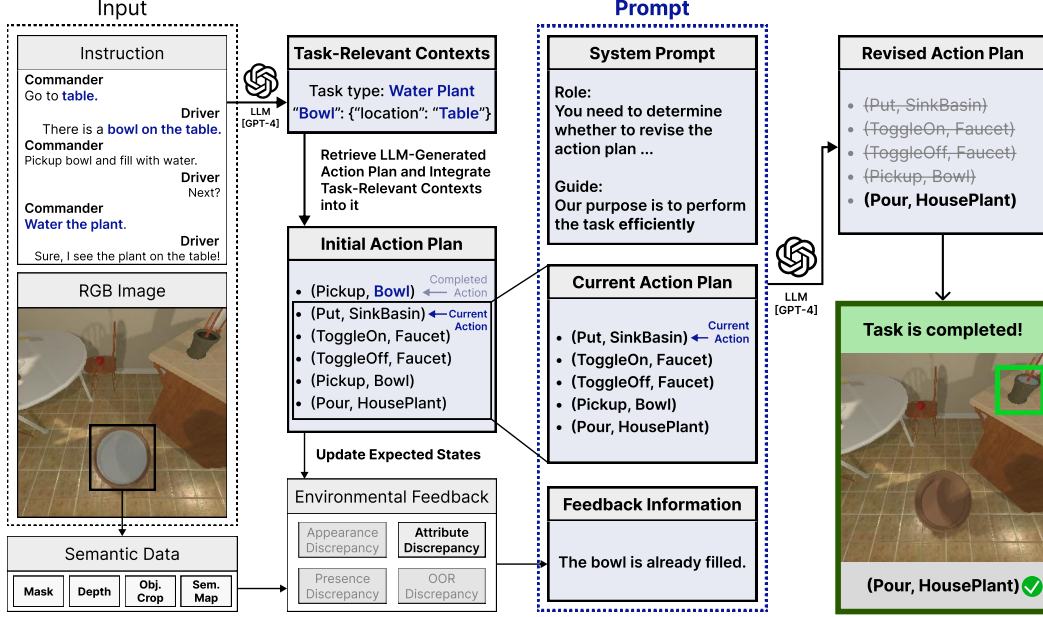 Input
Instruction
Commander
Go to table.
Driver
There is a bowl on the table.
Commander
Pickup bowl and fill with water.
Driver
Next?
Commander
Water the plant.
Driver
Sure, I see the plant on the table!
RGB Image
Semantic Data
Mask
Depth
Obj.
Crop
Sem.
Map
LLM
[GPT-4]
Task-Relevant Contexts
Task type: Water Plant
“Bowl”: {“location”: “Table”}
Retrieve LLM-Generated
Action Plan and Integrate
Task-Relevant Contexts
into it
Initial Action Plan
• (Pickup, Bowl)
Completed
Action
• (Put, SinkBasin)
Current
Action
• (ToggleOn, Faucet)
• (ToggleOff, Faucet)
• (Pickup, Bowl)
• (Pour, HousePlant)
Update Expected States
Environmental Feedback
Appearance
Discrepancy
Attribute
Discrepancy
Presence
Discrepancy
OOR
Discrepancy
Prompt
System Prompt
Role:
You need to determine
whether to revise the
action plan ...
Guide:
Our purpose is to perform
the task efficiently
Current Action Plan
• (Put, SinkBasin)
Current
Action
• (ToggleOn, Faucet)
• (ToggleOff, Faucet)
• (Pickup, Bowl)
• (Pour, HousePlant)
Feedback Information
The bowl is already filled.
LLM
[GPT-4]
Revised Action Plan
• (Put, SinkBasin)
• (ToggleOn, Faucet)
• (ToggleOff, Faucet)
• (Pickup, Bowl)
• (Pour, HousePlant)
Task is completed!
(Pour, HousePlant)